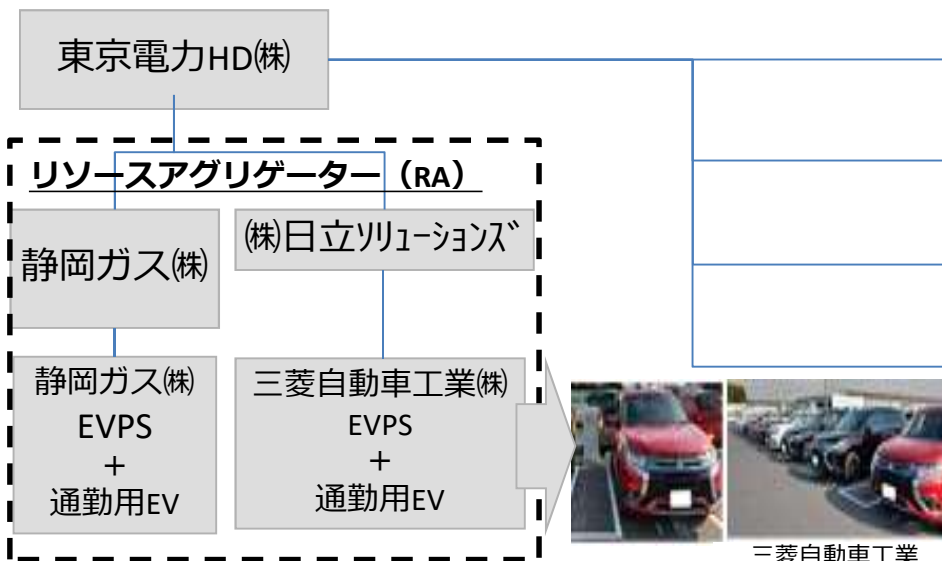 東京電力HD㈱
リソースアグリゲーター（RA）
静岡ガス㈱
㈱日立ｿﾘｭｰｼｮﾝｽﾞ
静岡ガス㈱
EVPS
+
通勤用EV
三菱自動車工業㈱
EVPS
+
通勤用EV
三菱自動車工業